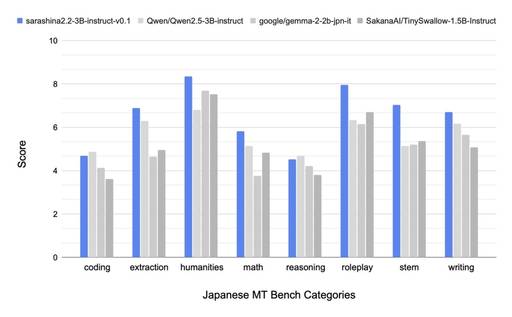 sarashina2.2-3B-instruct-v0.1 Qwen/Qwen2.5-3B-instruct google/gemma-2-2b-jpn-it SakanaAI/TinySwallow-1.5B-Instruct
10
8
6
4
2
0
Score
coding extraction humanities math reasoning roleplay stem writing
Japanese MT Bench Categories